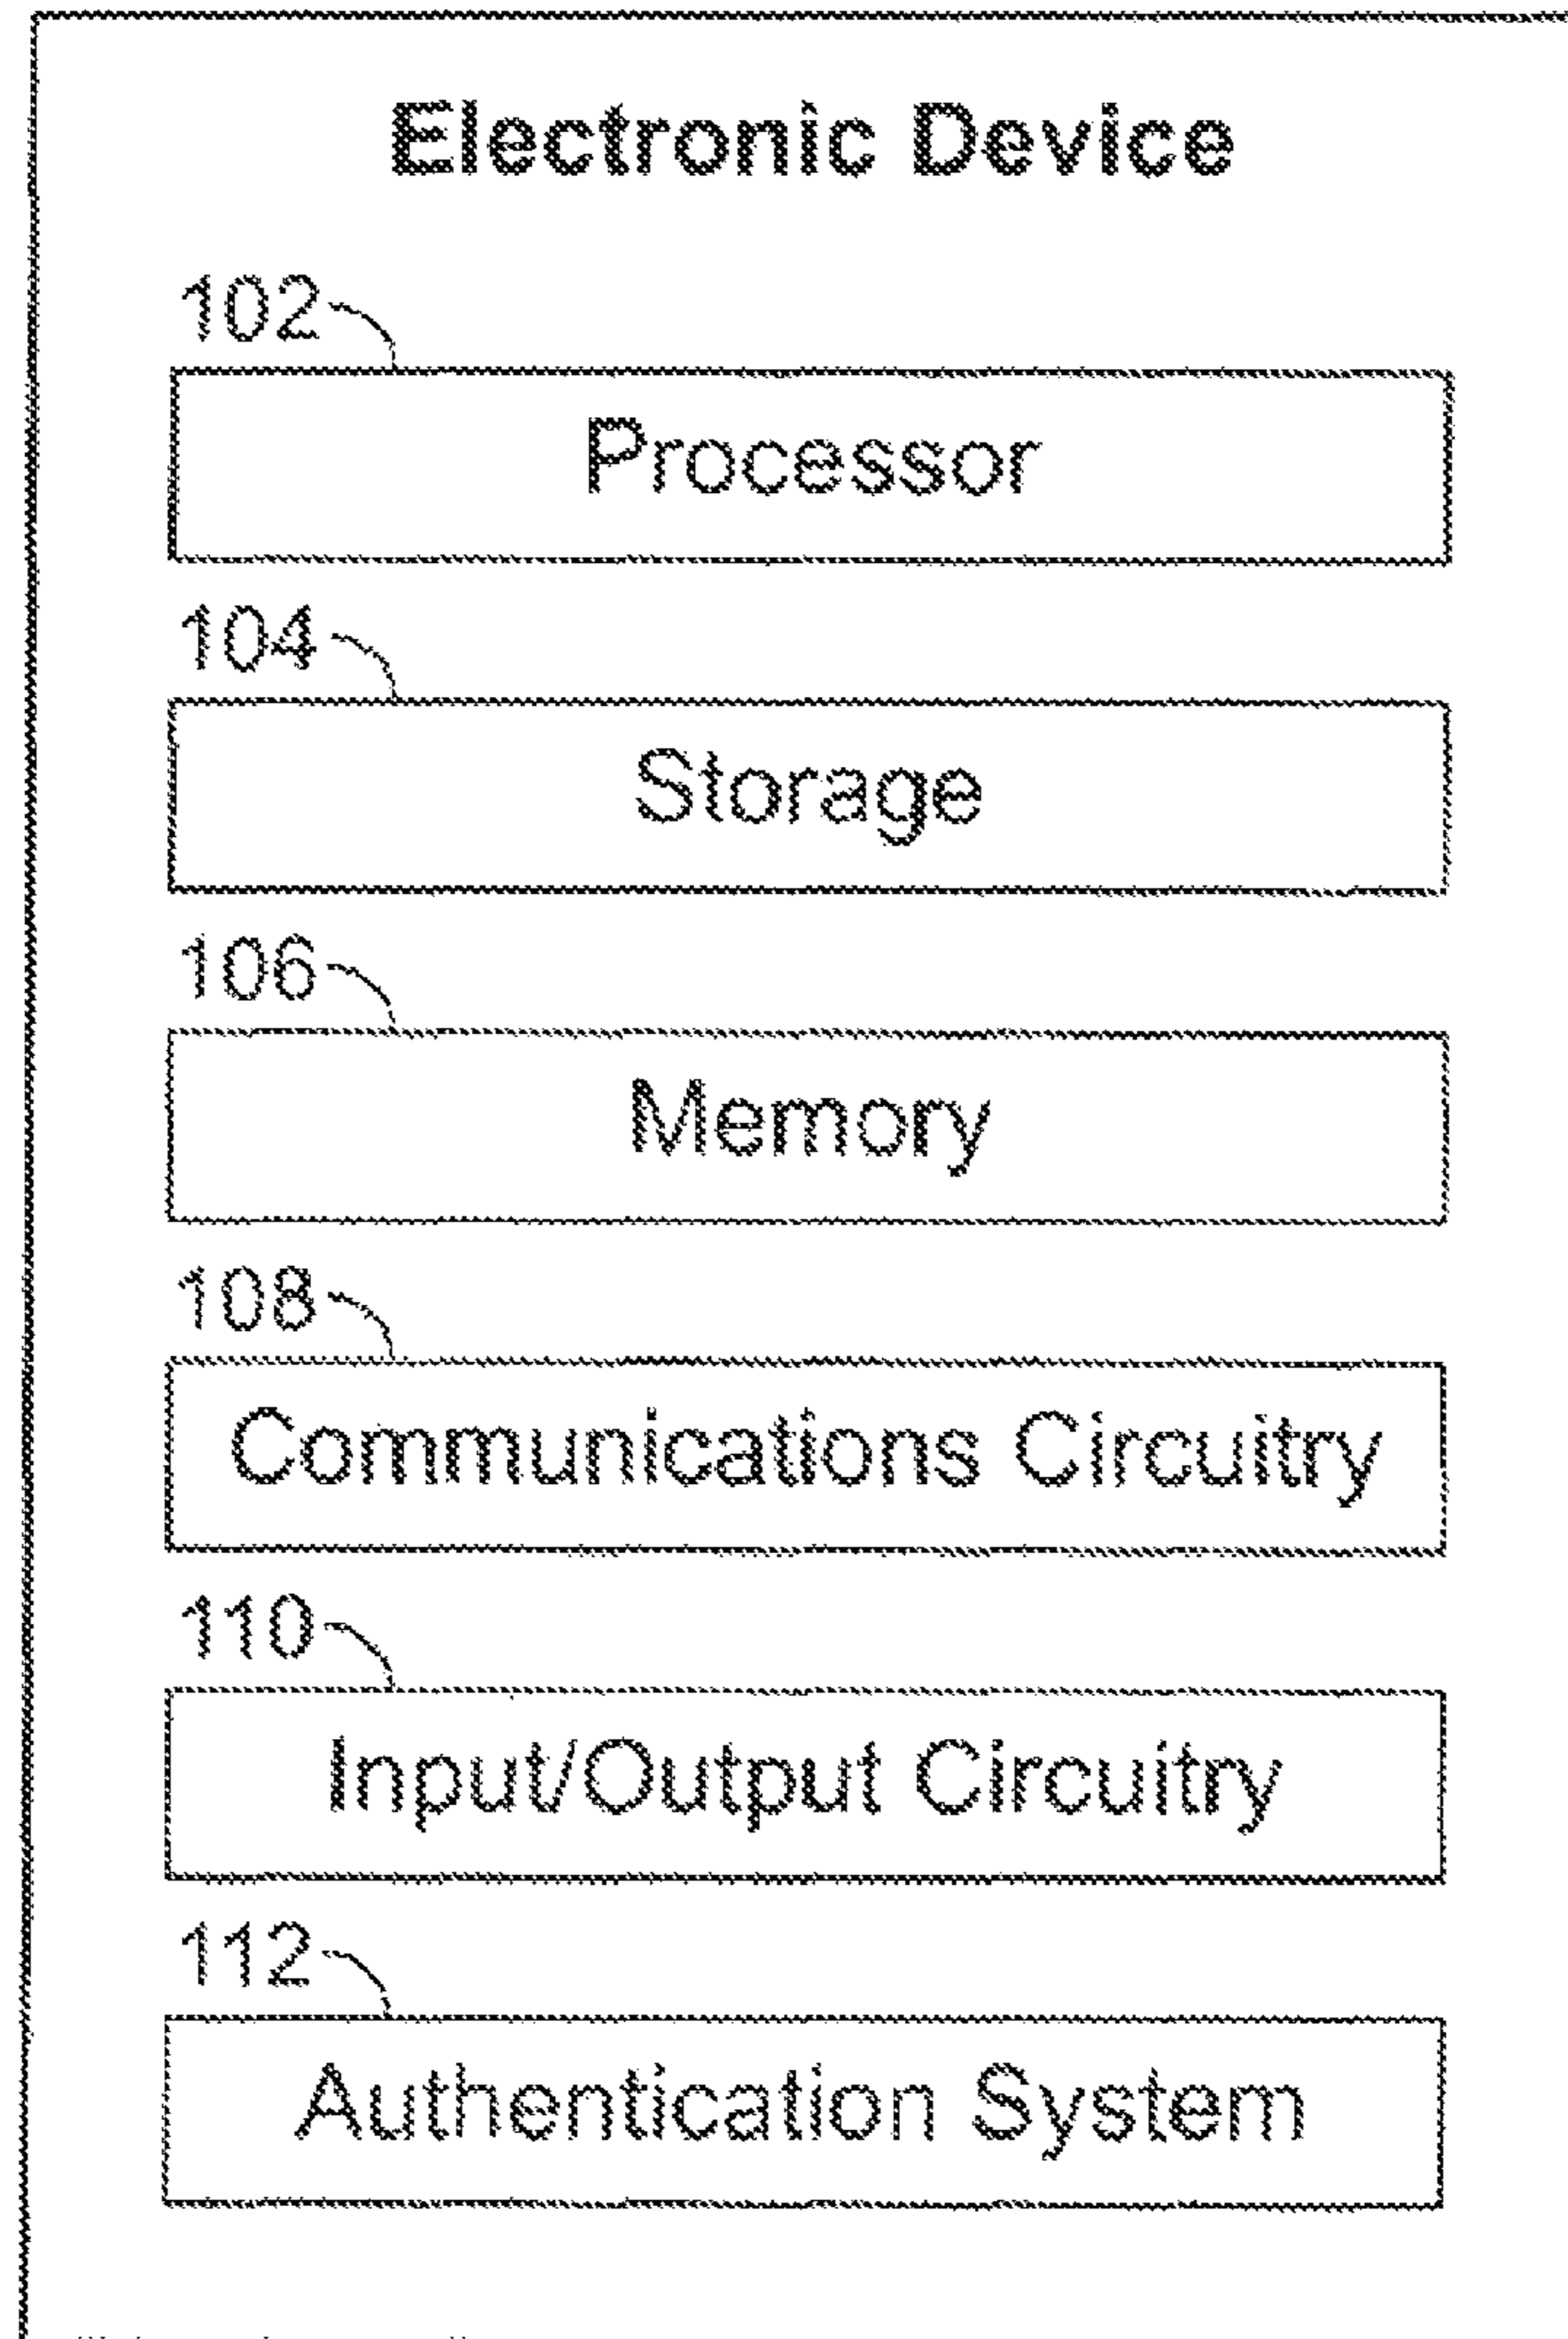 Electronic Device
102
Processor
104
Storage
106
Memory
108
Communications Circuitry
110
Input/Output Circuitry
112
Authentication System